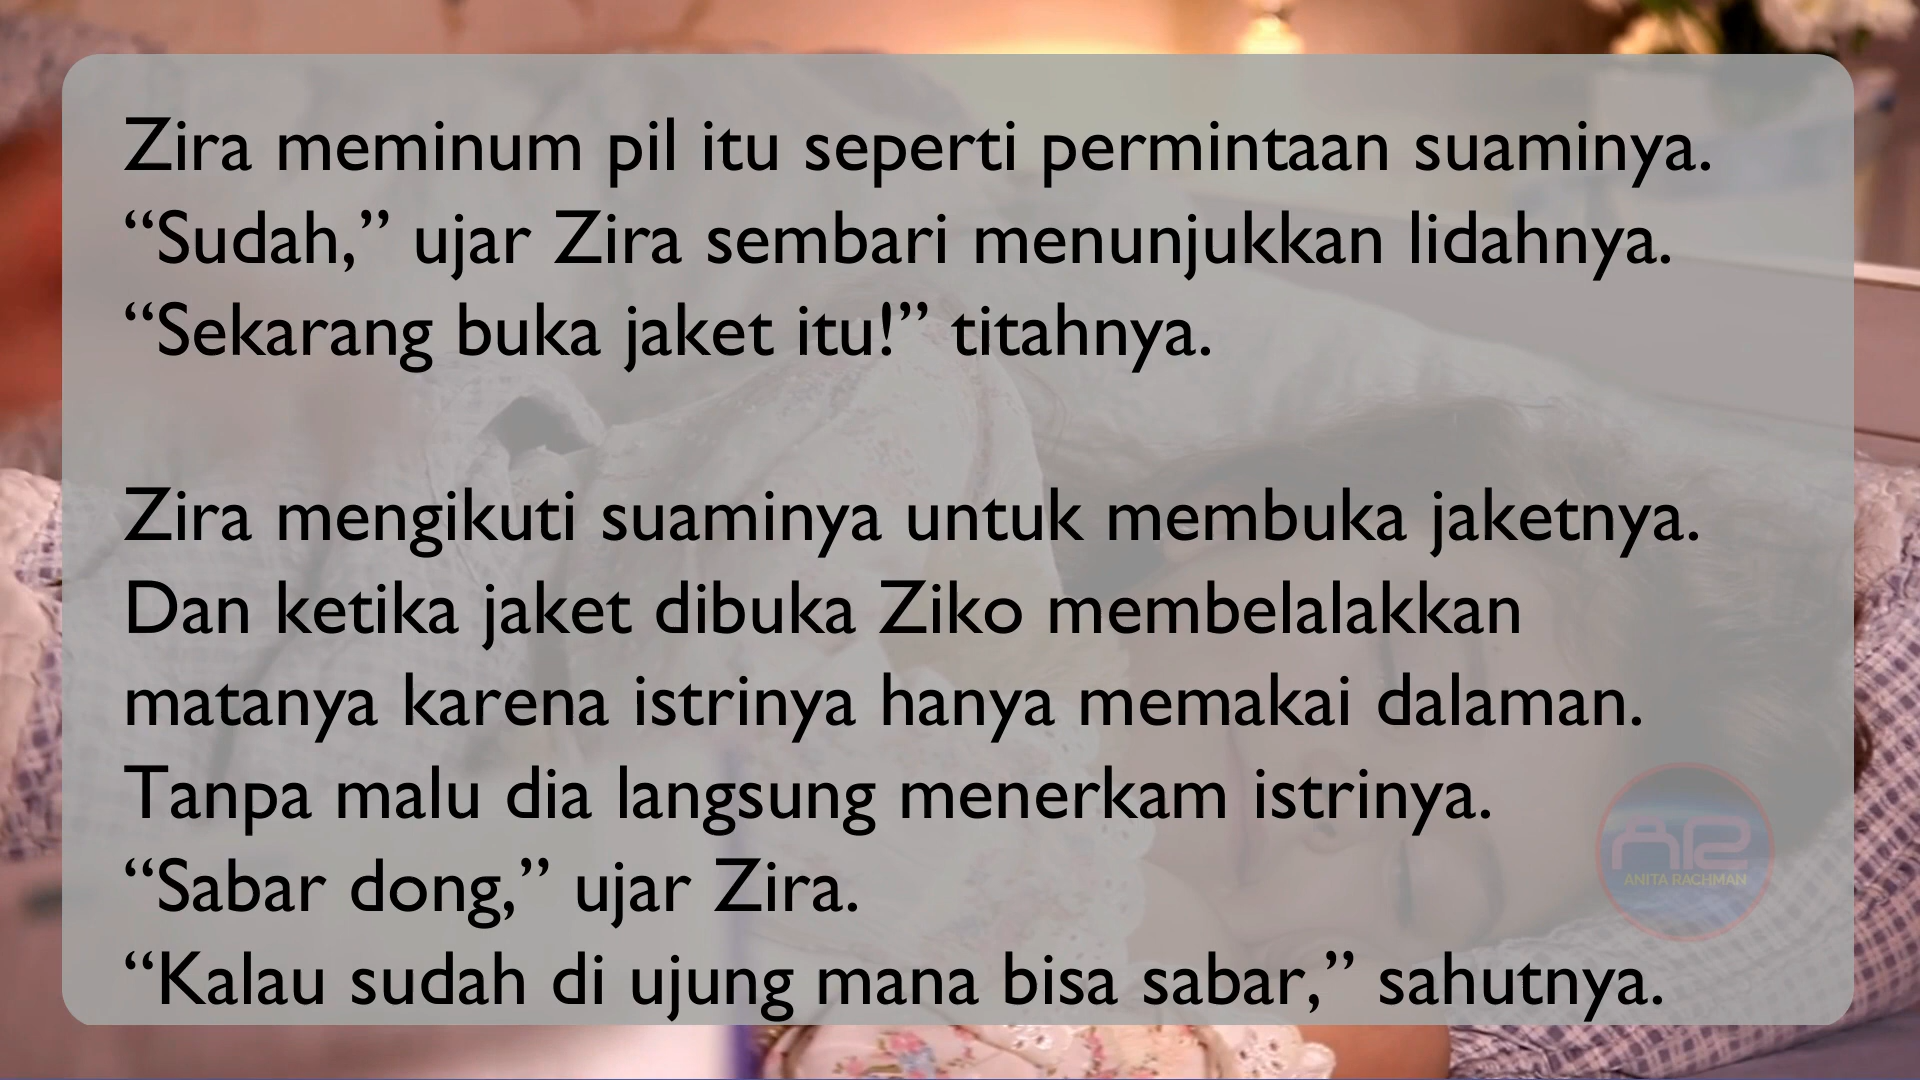 Zira meminum pil itu seperti permintaan suaminya.
“Sudah,” ujar Zira sembari menunjukkan lidahnya.
“Sekarang buka jaket itu!” titahnya.
Zira mengikuti suaminya untuk membuka jaketnya.
Dan ketika jaket dibuka Ziko membelalakkan
matanya karena istrinya hanya memakai dalaman.
Tanpa malu dia langsung menerkam istrinya.
“Sabar dong,” ujar Zira.
“Kalau sudah di ujung mana bisa sabar,” sahutnya.
AR
ANITA RACHMAN